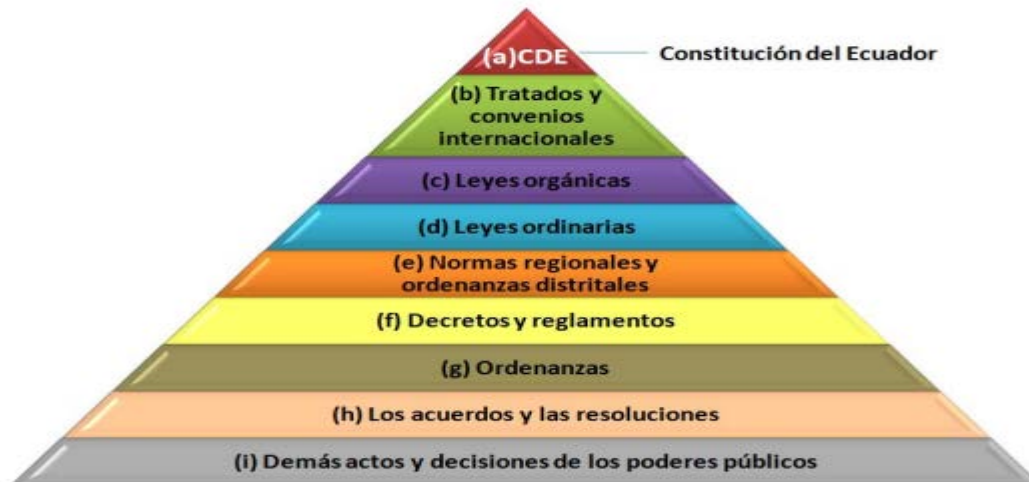 (a)CDE
Constitución del Ecuador
(b) Tratados y
convenios
internacionales
(c) Leyes orgánicas
(d) Leyes ordinarias
(e) Normas regionales y
ordenanzas distritales
(f) Decretos y reglamentos
(g) Ordenanzas
(h) Los acuerdos y las resoluciones
(i) Demás actos y decisiones de los poderes públicos